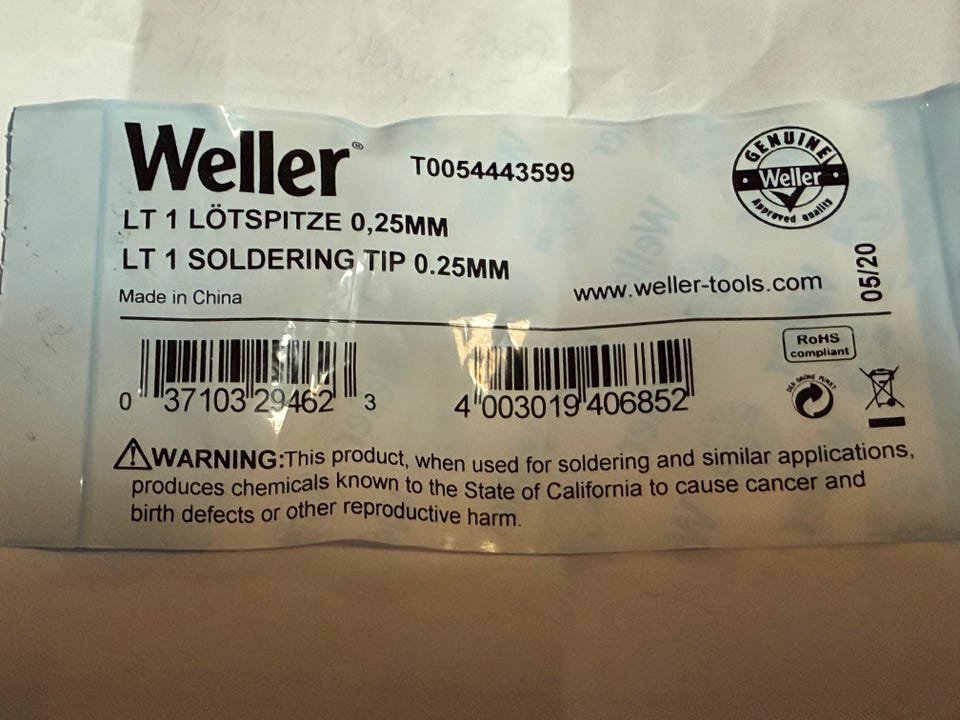 Weller® T0054443599
GENUINE
Weller
Approved quality
LT 1 LÖTSPITZE 0,25MM
LT 1 SOLDERING TIP 0.25MM
Made in China
www.weller-tools.com
05/20
0 37103 29462 3
4 003019 406852
RoHS
compliant
DER GRÜNE PUNKT
WARNING:This product, when used for soldering and similar applications,
produces chemicals known to the State of California to cause cancer and
birth defects or other reproductive harm.